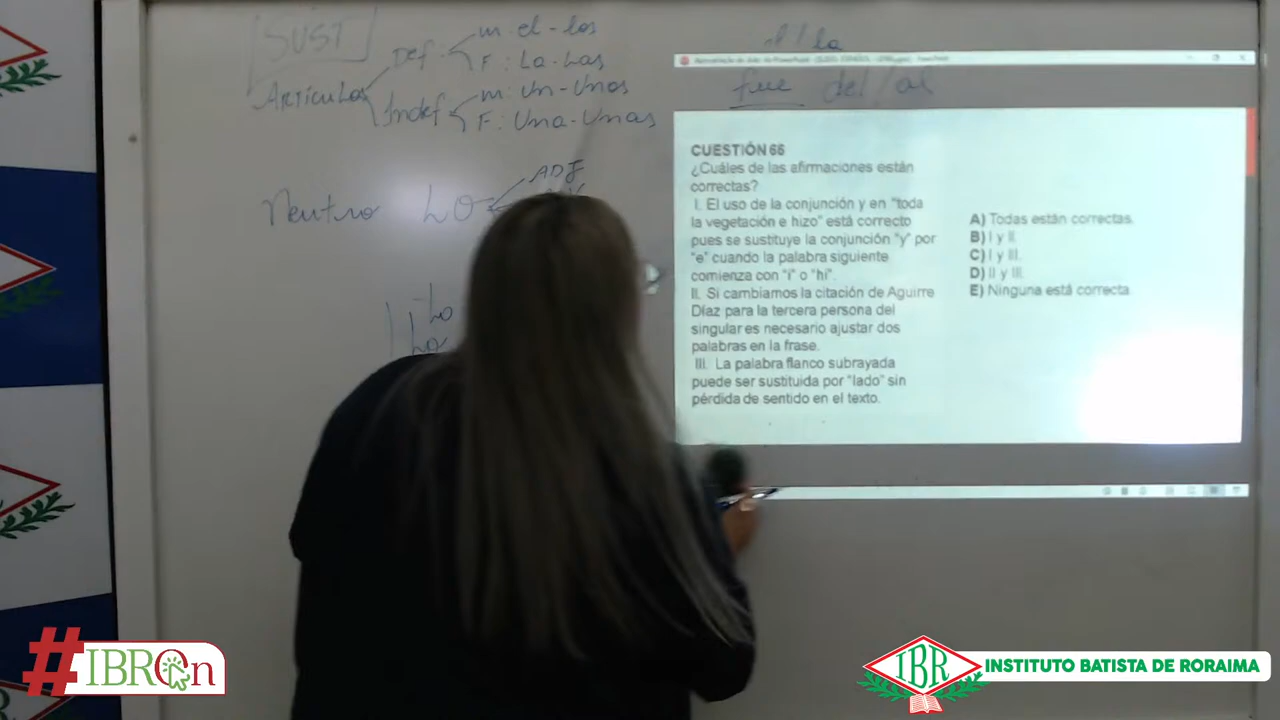 SUST
Artículos
Def.
m: el - los
F: La - Las
Indef
m: Un - Unos
F: Una - Unas
Neutro LO
ADJ
Lo
Lo
el / la
fue del / al
CUESTIÓN 66
¿Cuáles de las afirmaciones están
correctas?
I. El uso de la conjunción y en "toda
la vegetación e hizo" está correcto
pues se sustituye la conjunción "y" por
"e" cuando la palabra siguiente
comienza con "i" o "hi".
II. Si cambiamos la citación de Aguirre
Díaz para la tercera persona del
singular es necesario ajustar dos
palabras en la frase.
III. La palabra flanco subrayada
puede ser sustituida por "lado" sin
pérdida de sentido en el texto.
A) Todas están correctas.
B) I y II.
C) I y III.
D) II y III.
E) Ninguna está correcta.
#IBROn
IBR
INSTITUTO BATISTA DE RORAIMA